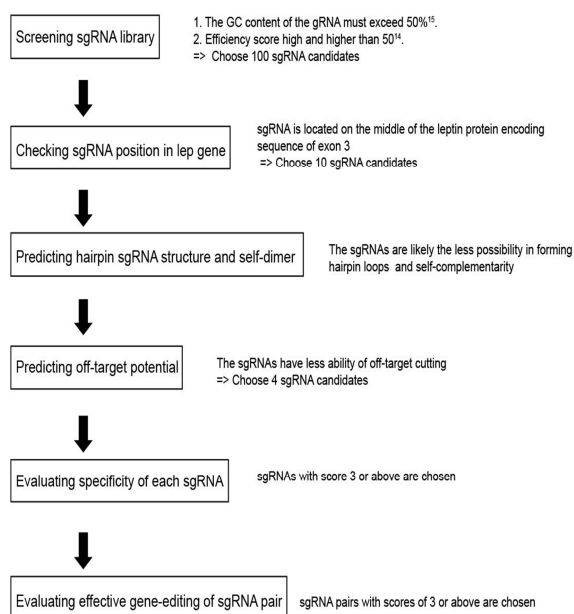 Screening sgRNA library
1. The GC content of the gRNA must exceed 50%¹⁵.
2. Efficiency score high and higher than 50¹⁴.
=> Choose 100 sgRNA candidates
Checking sgRNA position in lep gene
sgRNA is located on the middle of the leptin protein encoding
sequence of exon 3
=> Choose 10 sgRNA candidates
Predicting hairpin sgRNA structure and self-dimer
The sgRNAs are likely the less possibility in forming
hairpin loops and self-complementarity
Predicting off-target potential
The sgRNAs have less ability of off-target cutting
=> Choose 4 sgRNA candidates
Evaluating specificity of each sgRNA
sgRNAs with score 3 or above are chosen
Evaluating effective gene-editing of sgRNA pair
sgRNA pairs with scores of 3 or above are chosen